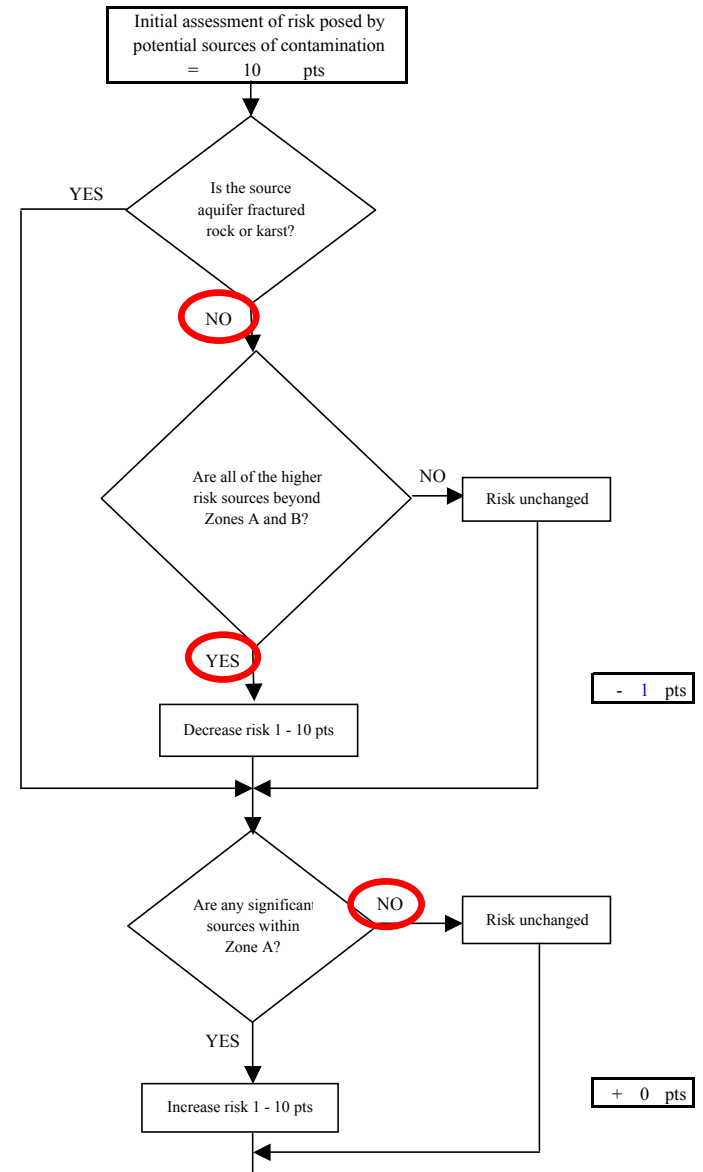 Initial assessment of risk posed by
potential sources of contamination
= 10 pts
YES
Is the source
aquifer fractured
rock or karst?
NO
Are all of the higher
risk sources beyond
Zones A and B?
NO
Risk unchanged
YES
- 1 pts
Decrease risk 1 - 10 pts
Are any significant
sources within
Zone A?
NO
Risk unchanged
YES
+ 0 pts
Increase risk 1 - 10 pts